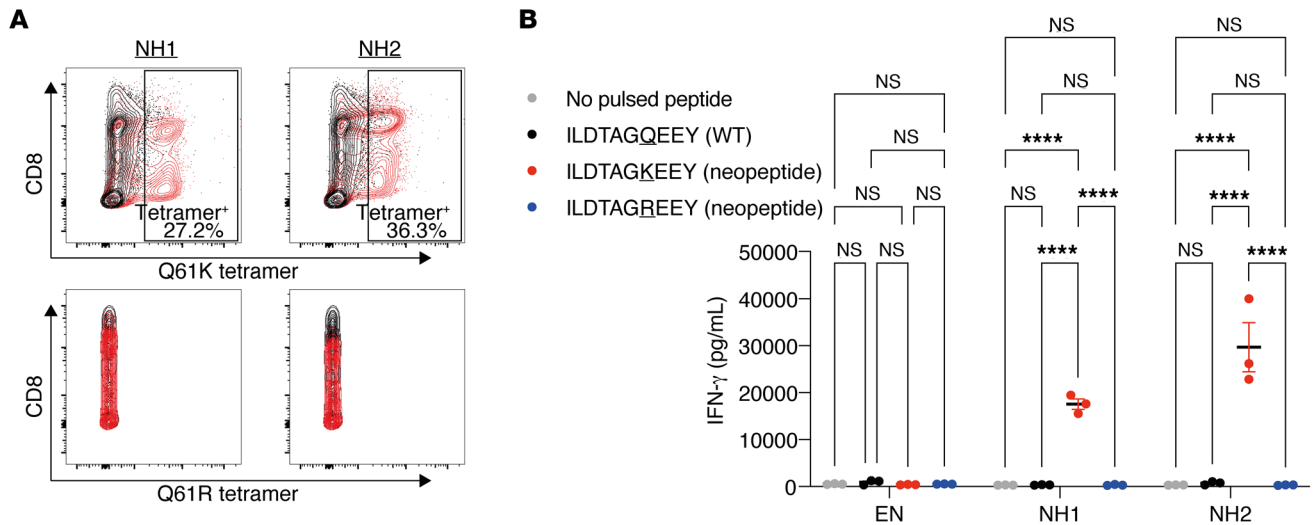 A
NH1
NH2
CD8
Tetramer+
27.2%
Tetramer+
36.3%
Q61K tetramer
CD8
Q61R tetramer
B
No pulsed peptide
ILDTAGQEEY (WT)
ILDTAGKEEY (neopeptide)
ILDTAGREEY (neopeptide)
NS
NS
NS
NS
NS
NS
NS
NS
****
NS
****
****
NS
NS
****
****
NS
****
IFN-γ (pg/mL)
50000
40000
30000
20000
10000
0
EN
NH1
NH2